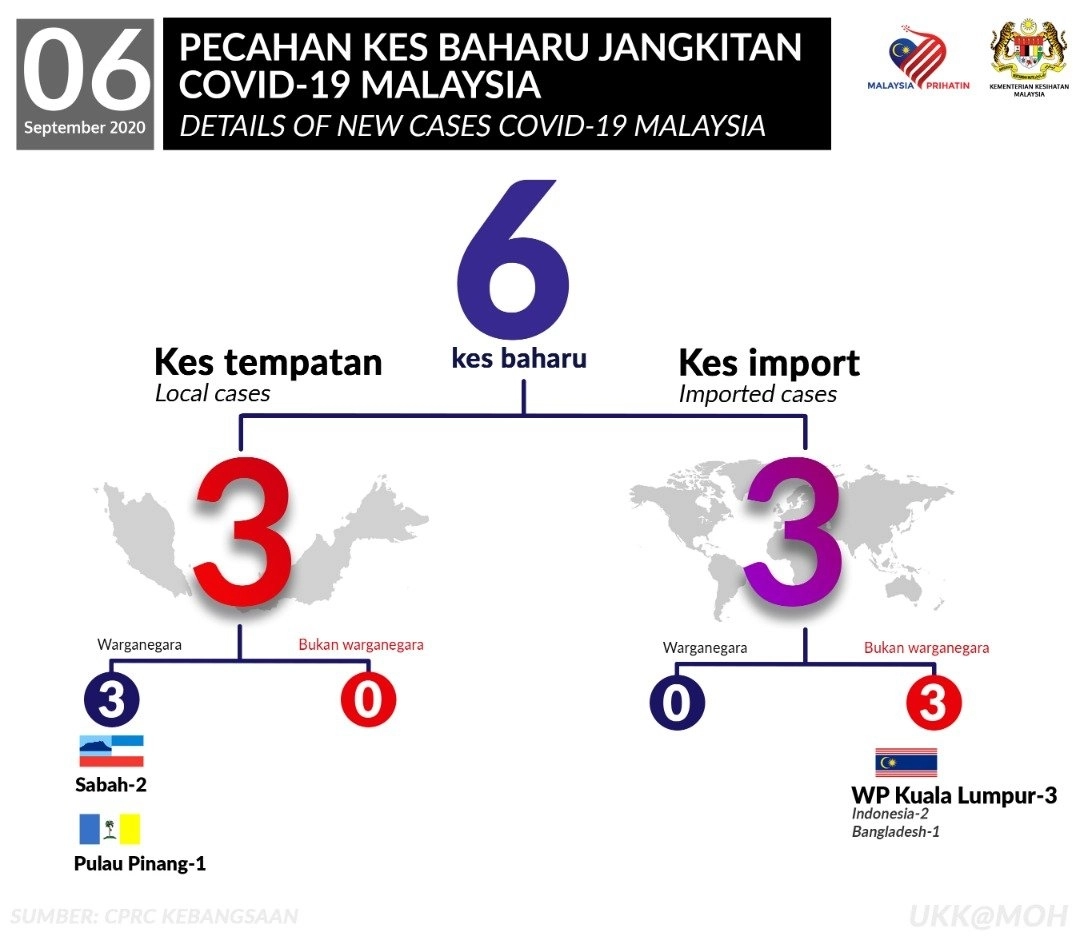 06
September 2020
PECAHAN KES BAHARU JANGKITAN
COVID-19 MALAYSIA
DETAILS OF NEW CASES COVID-19 MALAYSIA
MALAYSIA PRIHATIN
KEMENTERIAN KESIHATAN
MALAYSIA
6
kes baharu
Kes tempatan
Local cases
Kes import
Imported cases
3
3
Warganegara
Bukan warganegara
Warganegara
Bukan warganegara
3
0
0
3
Sabah-2
Pulau Pinang-1
WP Kuala Lumpur-3
Indonesia-2
Bangladesh-1
SUMBER: CPRC KEBANGSAAN
UKK@MOH